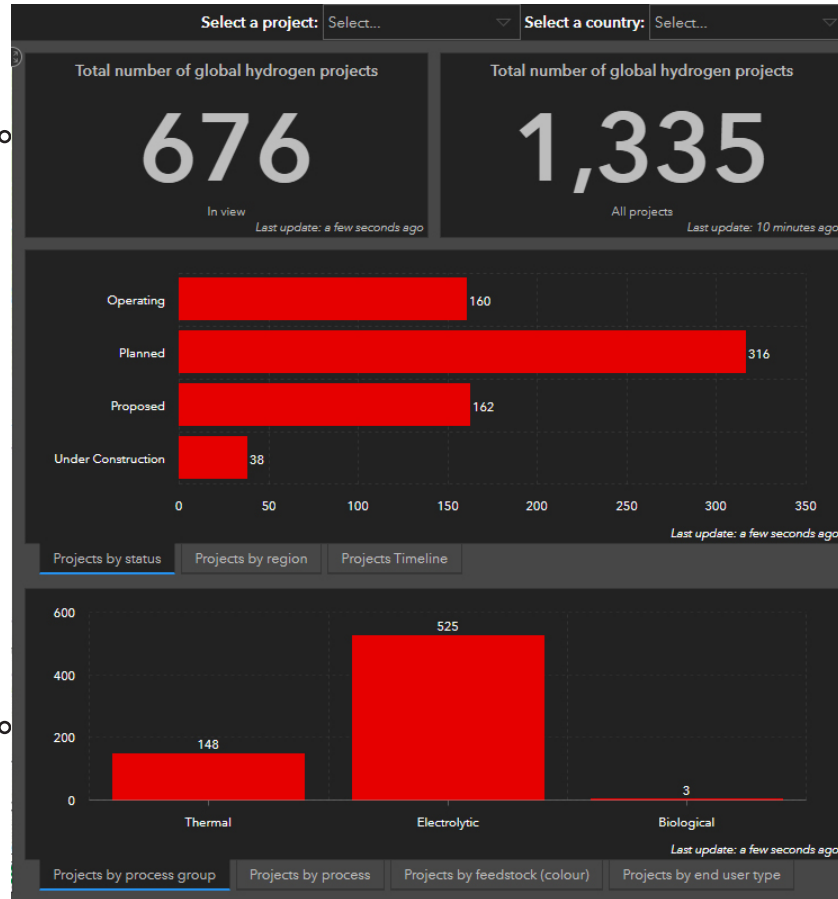 Select a project: Select... Select a country: Select...
Total number of global hydrogen projects
676
In view
Last update: a few seconds ago
Total number of global hydrogen projects
1,335
All projects
Last update: 10 minutes ago
Operating 160
Planned 316
Proposed 162
Under Construction 38
0 50 100 150 200 250 300 350
Last update: a few seconds ago
Projects by status Projects by region Projects Timeline
600
525
400
200
148
3
0
Thermal Electrolytic Biological
Last update: a few seconds ago
Projects by process group Projects by process Projects by feedstock (colour) Projects by end user type